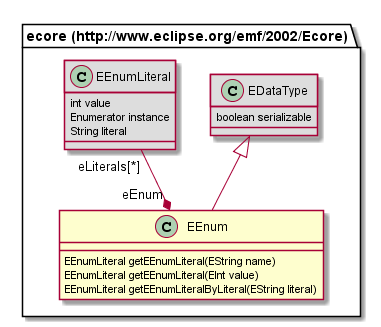 ecore (http://www.eclipse.org/emf/2002/Ecore)
C EEnumLiteral
int value
Enumerator instance
String literal
C EDataType
boolean serializable
eLiterals[*]
eEnum
C EEnum
EEnumLiteral getEEnumLiteral(EString name)
EEnumLiteral getEEnumLiteral(EInt value)
EEnumLiteral getEEnumLiteralByLiteral(EString literal)